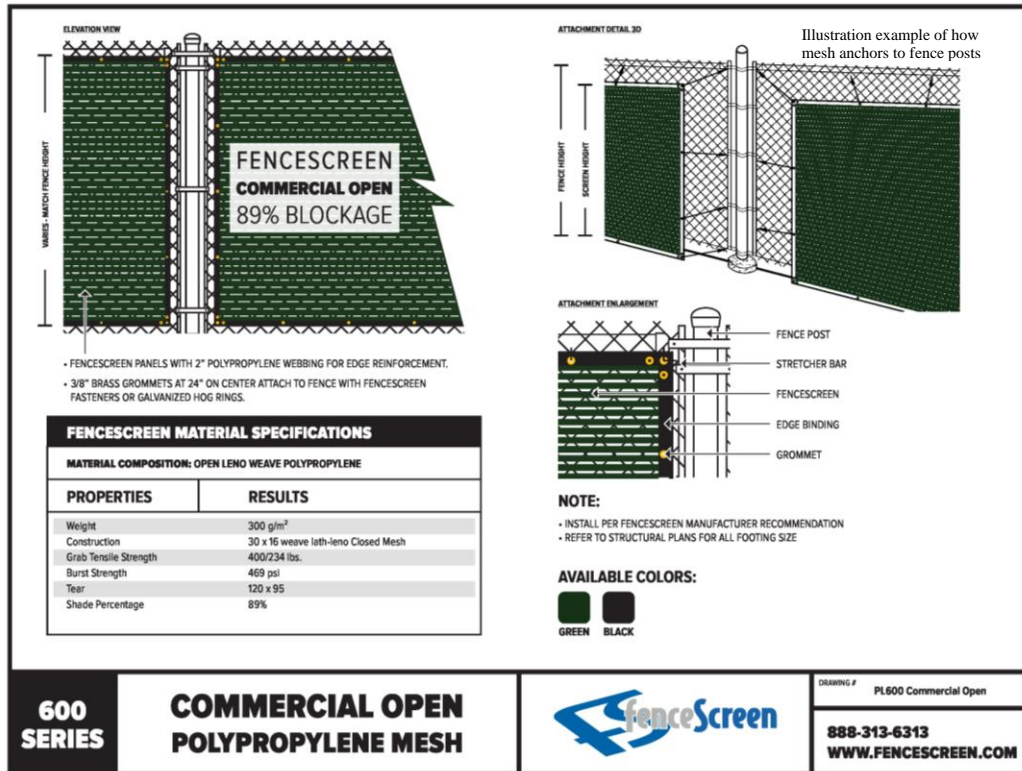 ELEVATION VIEW
VARIES - MATCH FENCE HEIGHT
FENCESCREEN
COMMERCIAL OPEN
89% BLOCKAGE
• FENCESCREEN PANELS WITH 2" POLYPROPYLENE WEBBING FOR EDGE REINFORCEMENT.
• 3/8" BRASS GROMMETS AT 24" ON CENTER ATTACH TO FENCE WITH FENCESCREEN
FASTENERS OR GALVANIZED HOG RINGS.
FENCESCREEN MATERIAL SPECIFICATIONS
MATERIAL COMPOSITION: OPEN LENO WEAVE POLYPROPYLENE
PROPERTIES RESULTS
Weight 300 g/m²
Construction 30 x 16 weave lath-leno Closed Mesh
Grab Tensile Strength 400/234 lbs.
Burst Strength 469 psi
Tear 120 x 95
Shade Percentage 89%
ATTACHMENT DETAIL 3D
Illustration example of how
mesh anchors to fence posts
FENCE HEIGHT
SCREEN HEIGHT
ATTACHMENT ENLARGEMENT
FENCE POST
STRETCHER BAR
FENCESCREEN
EDGE BINDING
GROMMET
NOTE:
• INSTALL PER FENCESCREEN MANUFACTURER RECOMMENDATION
• REFER TO STRUCTURAL PLANS FOR ALL FOOTING SIZE
AVAILABLE COLORS:
GREEN BLACK
600
SERIES
COMMERCIAL OPEN
POLYPROPYLENE MESH
fenceScreen
DRAWING # PL600 Commercial Open
888-313-6313
WWW.FENCESCREEN.COM